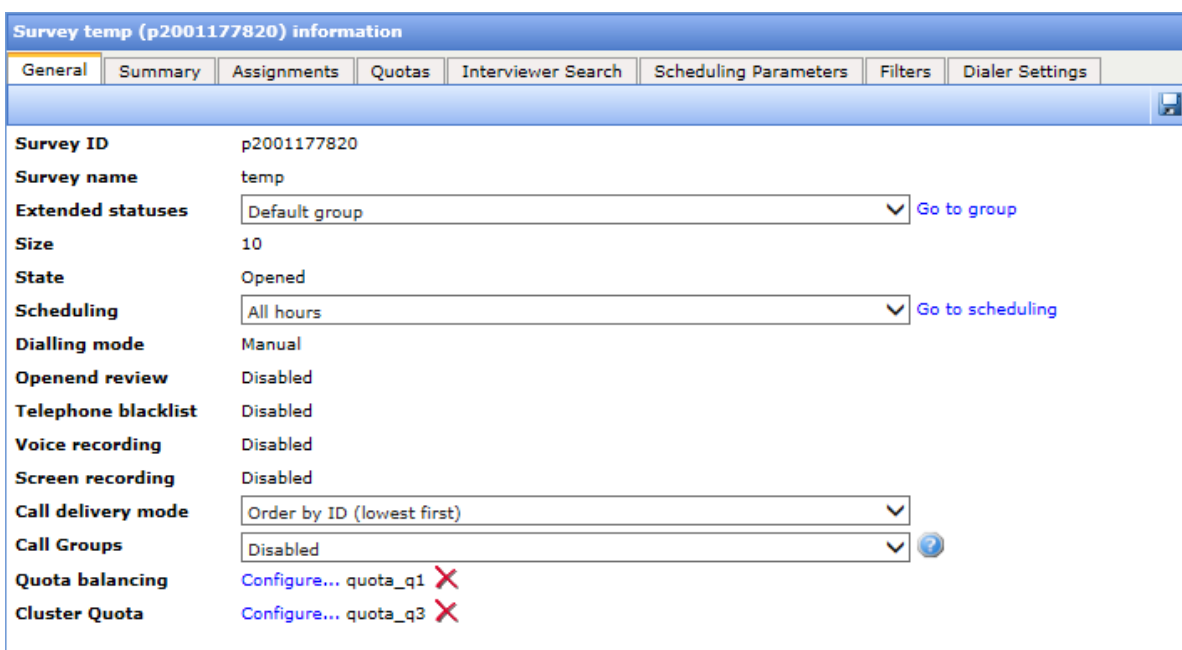 Survey temp (p2001177820) information
General Summary Assignments Quotas Interviewer Search Scheduling Parameters Filters Dialer Settings
Survey ID p2001177820
Survey name temp
Extended statuses Default group Go to group
Size 10
State Opened
Scheduling All hours Go to scheduling
Dialling mode Manual
Openend review Disabled
Telephone blacklist Disabled
Voice recording Disabled
Screen recording Disabled
Call delivery mode Order by ID (lowest first)
Call Groups Disabled ?
Quota balancing Configure... quota_q1
Cluster Quota Configure... quota_q3